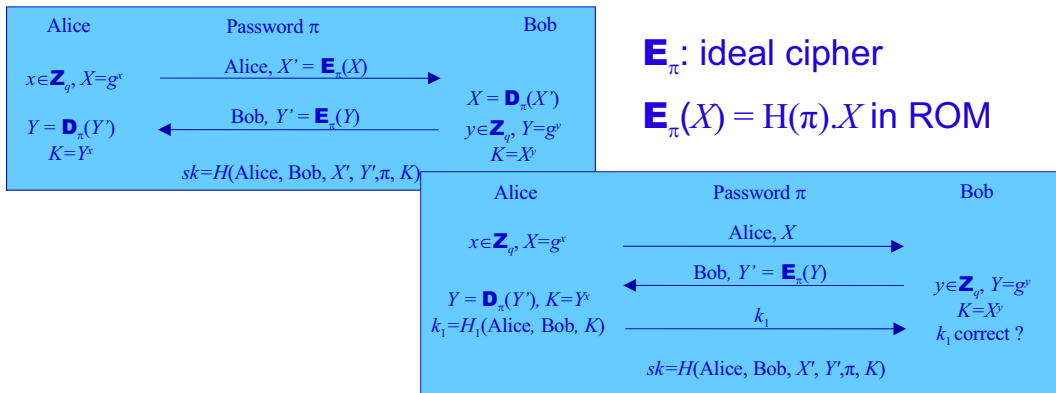 Alice Password π Bob
x∈Z_q, X=g^x
Alice, X' = E_π(X)
X = D_π(X')
Bob, Y' = E_π(Y)
Y = D_π(Y')
y∈Z_q, Y=g^y
K=Y^x
K=X^y
sk=H(Alice, Bob, X', Y',π, K)
E_π: ideal cipher
E_π(X) = H(π).X in ROM
Alice Password π Bob
x∈Z_q, X=g^x
Alice, X
Bob, Y' = E_π(Y)
Y = D_π(Y'), K=Y^x
y∈Z_q, Y=g^y
K=X^y
k_1=H_1(Alice, Bob, K)
k_1
k_1 correct ?
sk=H(Alice, Bob, X', Y',π, K)